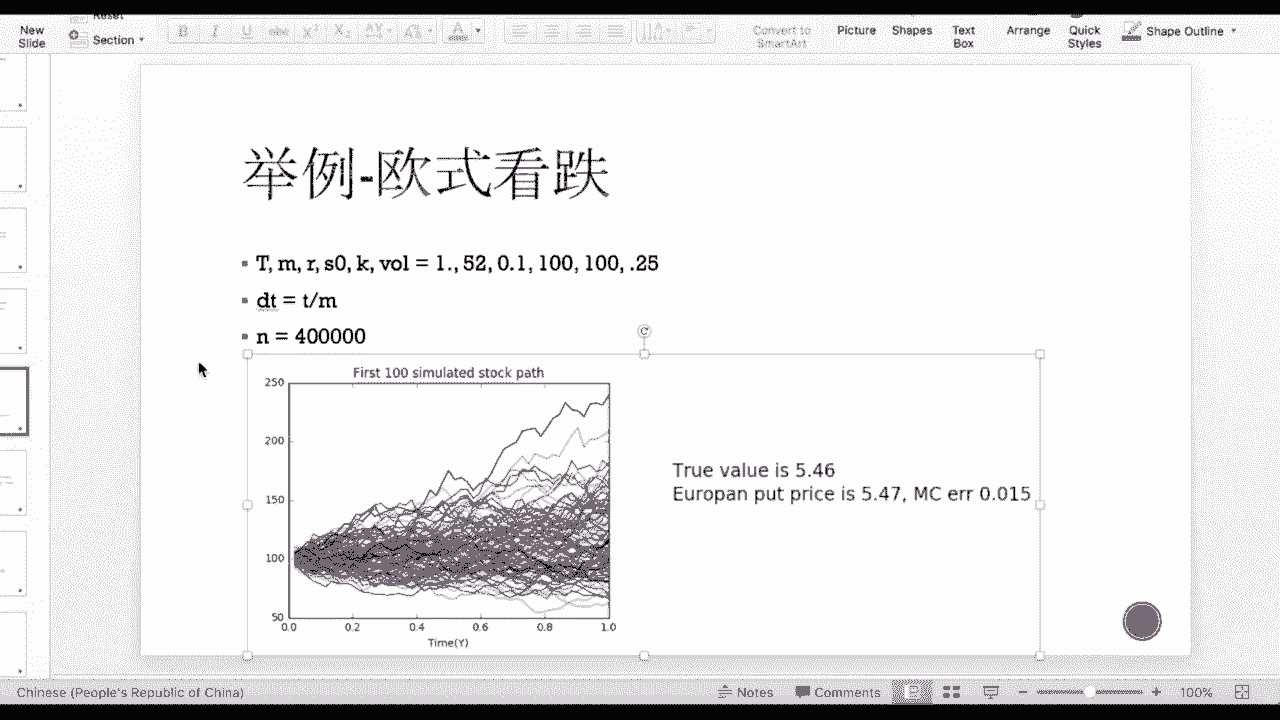 Reset
New
Slide
Section
B I U abc X² X₂ AV Aa A
Convert to
SmartArt
Picture
Shapes
Text
Box
Arrange
Quick
Styles
Shape Outline
举例-欧式看跌
T, m, r, s0, k, vol = 1., 52, 0.1, 100, 100, .25
dt = t/m
n = 400000
First 100 simulated stock path
250
200
150
100
50
0.0 0.2 0.4 0.6 0.8 1.0
Time(Y)
True value is 5.46
Europan put price is 5.47, MC err 0.015
Chinese (People's Republic of China)
Notes
Comments
100%